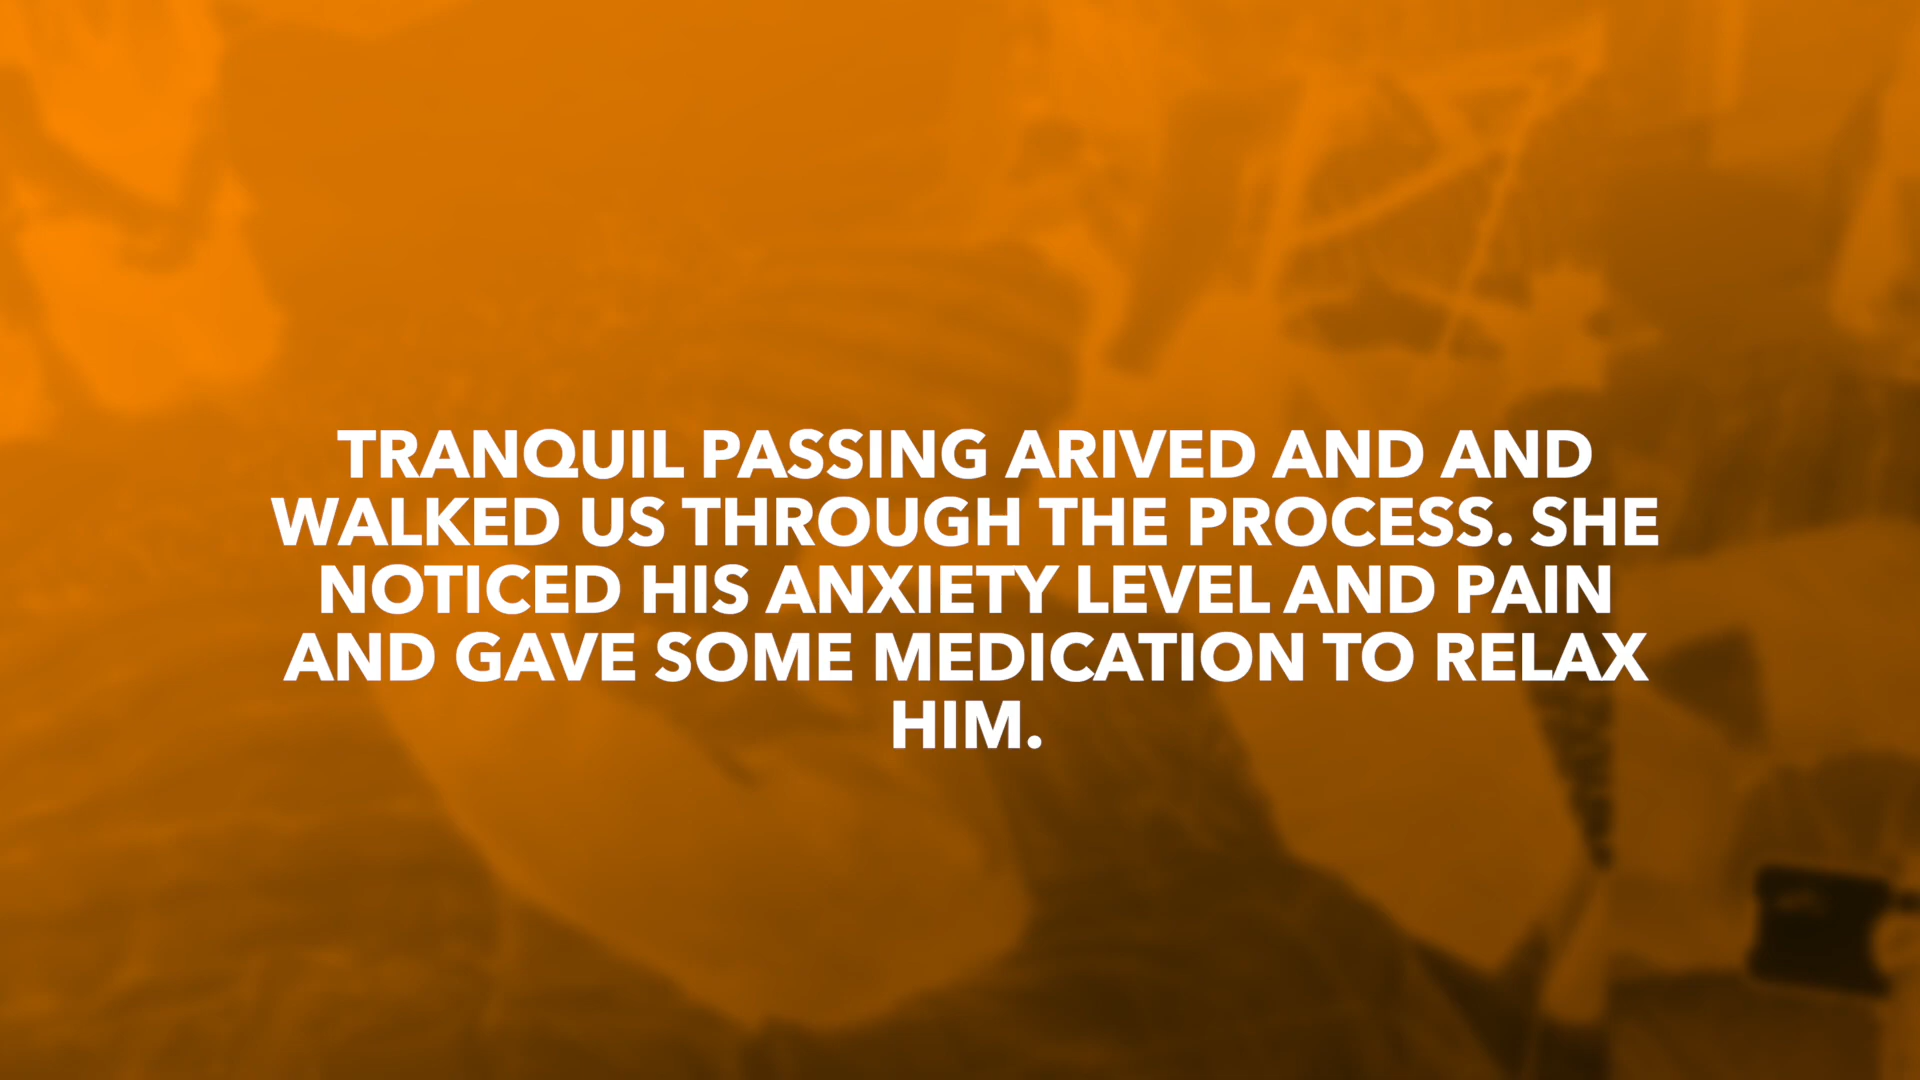 TRANQUIL PASSING ARIVED AND AND
WALKED US THROUGH THE PROCESS. SHE
NOTICED HIS ANXIETY LEVEL AND PAIN
AND GAVE SOME MEDICATION TO RELAX
HIM.